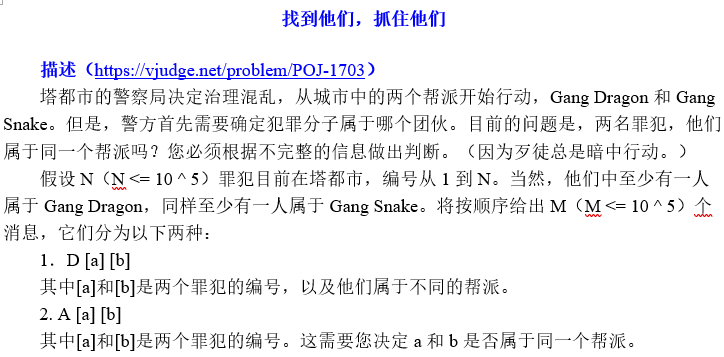 找到他们，抓住他们
描述（https://vjudge.net/problem/POJ-1703）
塔都市的警察局决定治理混乱，从城市中的两个帮派开始行动，Gang Dragon 和 Gang
Snake。但是，警方首先需要确定犯罪分子属于哪个团伙。目前的问题是，两名罪犯，他们
属于同一个帮派吗？您必须根据不完整的信息做出判断。（因为歹徒总是暗中行动。）
假设 N（N <= 10 ^ 5）罪犯目前在塔都市，编号从 1 到 N。当然，他们中至少有一人
属于 Gang Dragon，同样至少有一人属于 Gang Snake。将按顺序给出 M（M <= 10 ^ 5）个
消息，它们分为以下两种：
1．D [a] [b]
其中[a]和[b]是两个罪犯的编号，以及他们属于不同的帮派。
2. A [a] [b]
其中[a]和[b]是两个罪犯的编号。这需要您决定 a 和 b 是否属于同一个帮派。